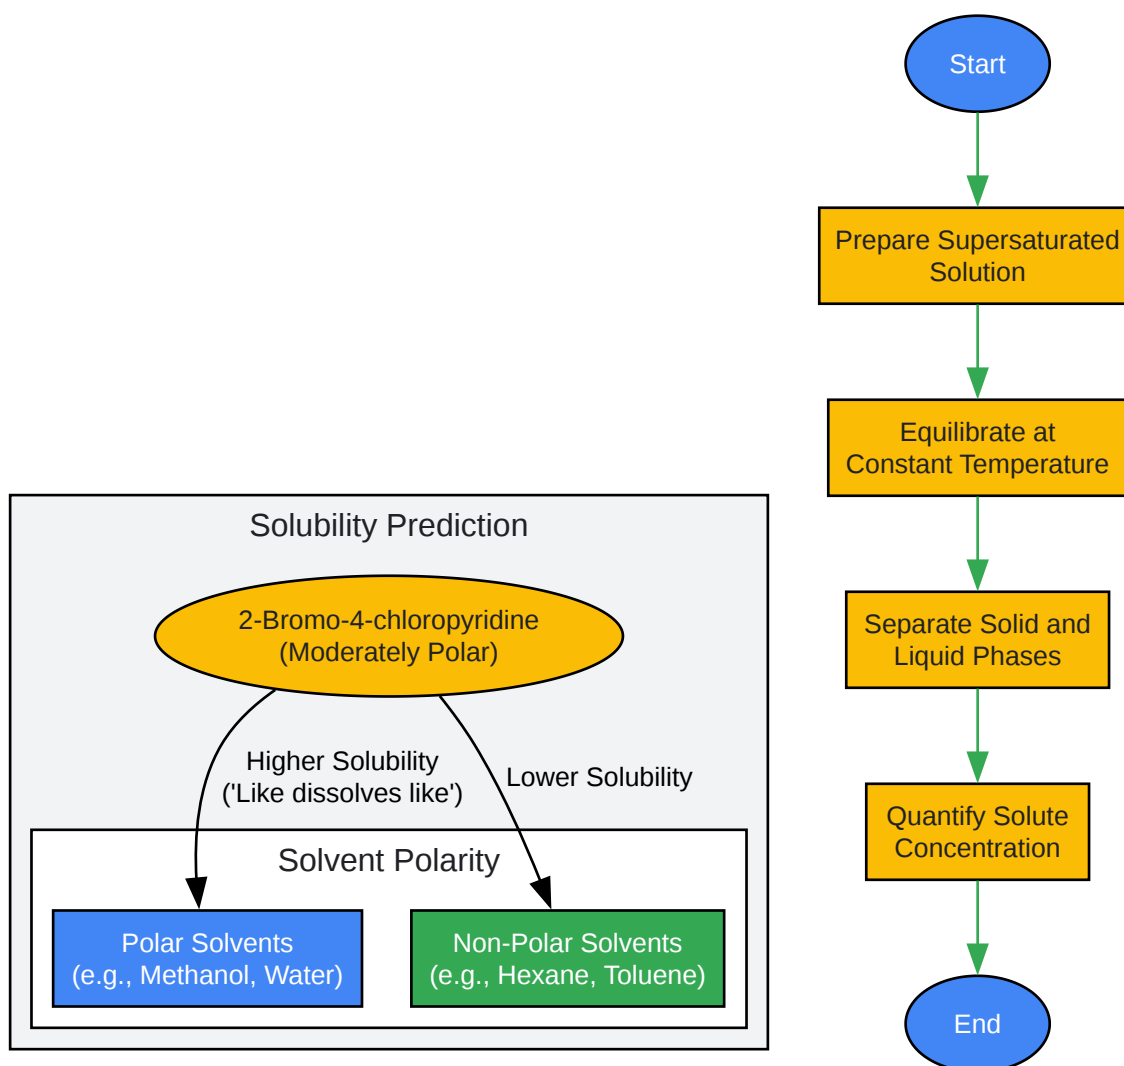 Solubility Prediction
2-Bromo-4-chloropyridine
(Moderately Polar)
Higher Solubility
('Like dissolves like')
Lower Solubility
Solvent Polarity
Polar Solvents
(e.g., Methanol, Water)
Non-Polar Solvents
(e.g., Hexane, Toluene)
Start
Prepare Supersaturated
Solution
Equilibrate at
Constant Temperature
Separate Solid and
Liquid Phases
Quantify Solute
Concentration
End